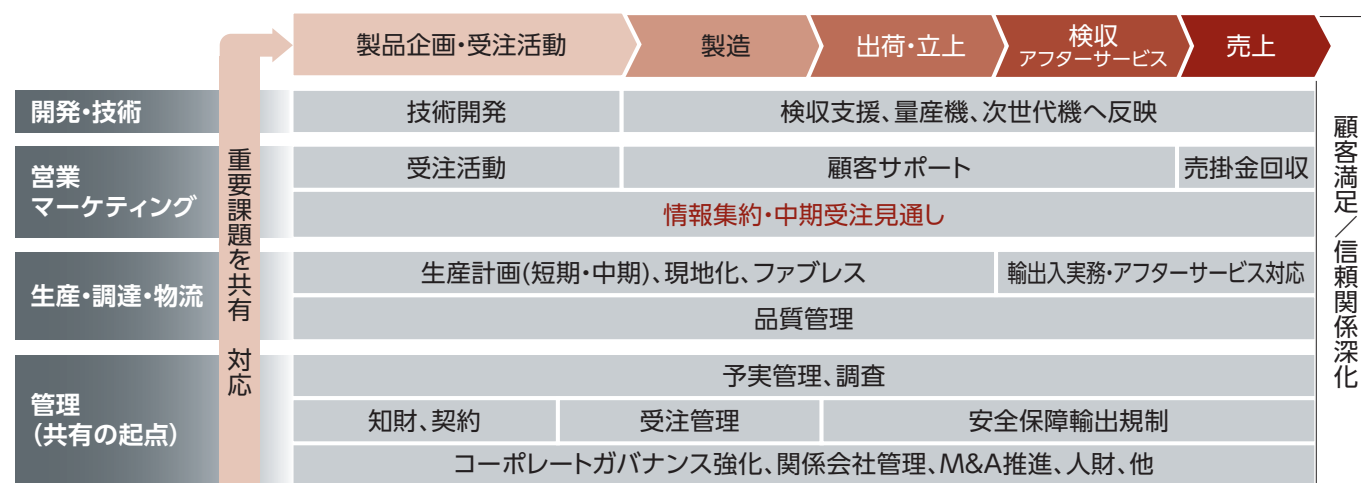 製品企画・受注活動
製造
出荷・立上
検収
アフターサービス
売上
開発・技術
技術開発
検収支援、量産機、次世代機へ反映
営業
マーケティング
受注活動
顧客サポート
売掛金回収
情報集約・中期受注見通し
生産・調達・物流
生産計画(短期・中期)、現地化、ファブレス
輸出入実務・アフターサービス対応
品質管理
管理
(共有の起点)
予実管理、調査
知財、契約
受注管理
安全保障輸出規制
コーポレートガバナンス強化、関係会社管理、M&A推進、人財、他
重要課題を共有 対応
顧客満足／信頼関係深化